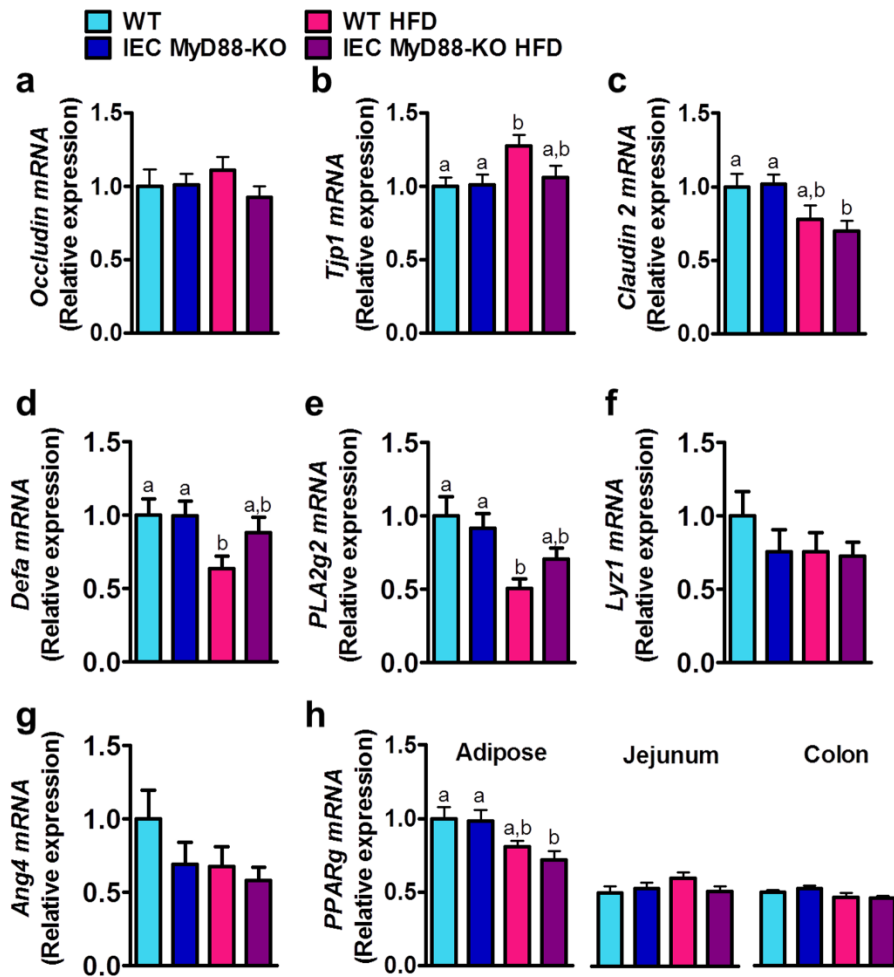 WT
WT HFD
IEC MyD88-KO
IEC MyD88-KO HFD
a
Occludin mRNA
(Relative expression)
1.5
1.0
0.5
0.0
b
Tjp1 mRNA
(Relative expression)
1.5
1.0
0.5
0.0
a
a
b
a,b
c
Claudin 2 mRNA
(Relative expression)
1.5
1.0
0.5
0.0
a
a
a,b
b
d
Defa mRNA
(Relative expression)
1.5
1.0
0.5
0.0
a
a
b
a,b
e
PLA2g2 mRNA
(Relative expression)
1.5
1.0
0.5
0.0
a
a
b
a,b
f
Lyz1 mRNA
(Relative expression)
1.5
1.0
0.5
0.0
g
Ang4 mRNA
(Relative expression)
1.5
1.0
0.5
0.0
h
PPARg mRNA
(Relative expression)
1.5
1.0
0.5
0.0
Adipose
a
a
a,b
b
Jejunum
Colon